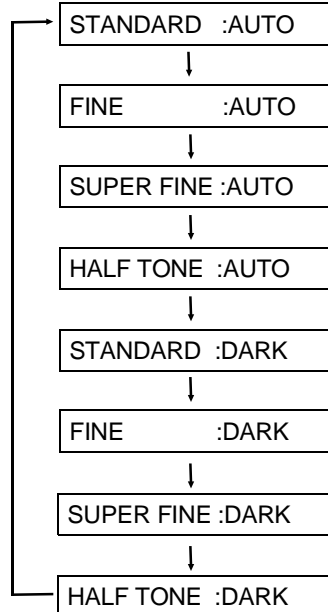 STANDARD :AUTO
FINE :AUTO
SUPER FINE :AUTO
HALF TONE :AUTO
STANDARD :DARK
FINE :DARK
SUPER FINE :DARK
HALF TONE :DARK